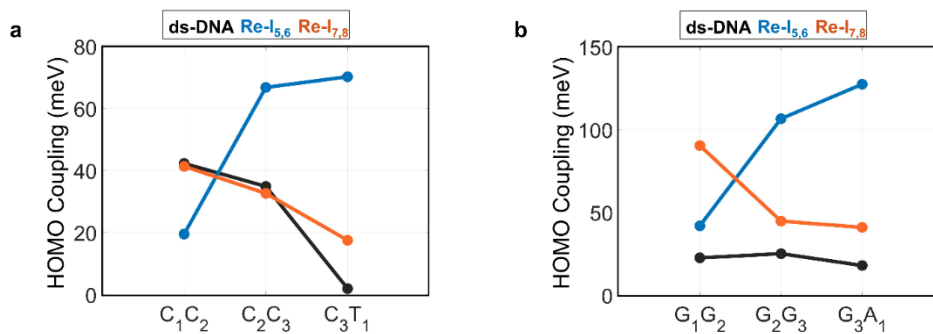 a
ds-DNA Re-I5,6 Re-I7,8
HOMO Coupling (meV)
80
60
40
20
0
C1C2 C2C3 C3T1
b
ds-DNA Re-I5,6 Re-I7,8
HOMO Coupling (meV)
150
100
50
0
G1G2 G2G3 G3A1